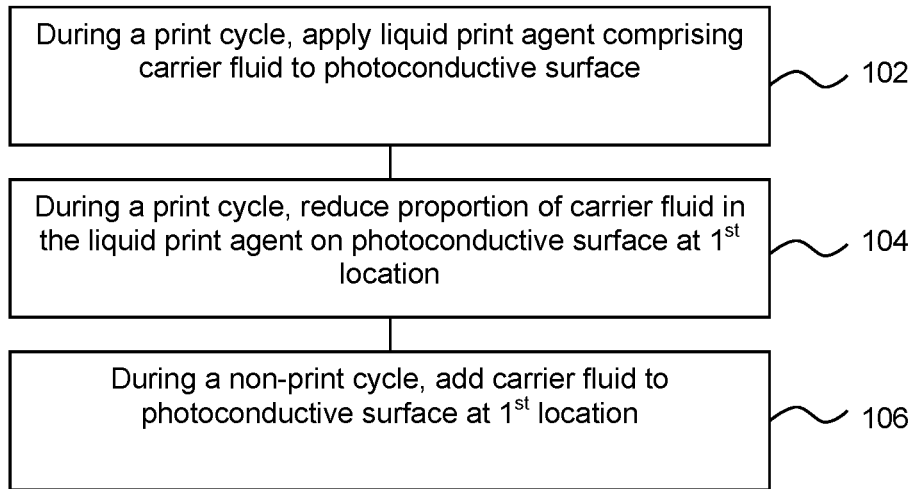 During a print cycle, apply liquid print agent comprising
carrier fluid to photoconductive surface
102
During a print cycle, reduce proportion of carrier fluid in
the liquid print agent on photoconductive surface at 1st
location
104
During a non-print cycle, add carrier fluid to
photoconductive surface at 1st location
106